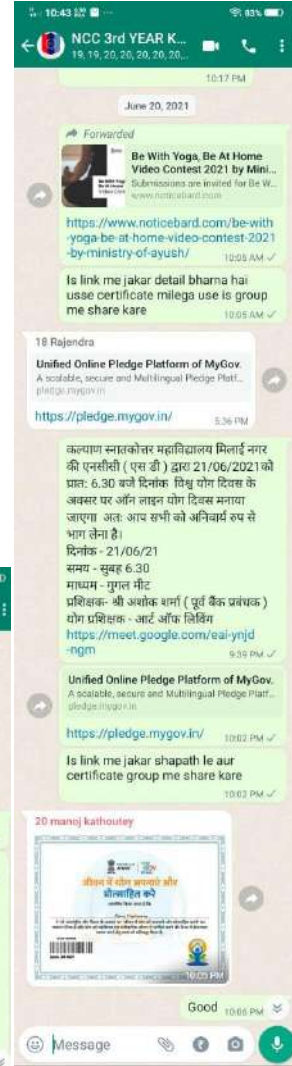 10:43
83%
NCC 3rd YEAR K...
19, 19, 20, 20, 20, 20, 20,...
10:17 PM
June 20, 2021
Forwarded
Be With Yoga, Be At Home
Video Contest 2021 by Mini...
Submissions are invited for Be W...
www.noticebard.com
https://www.noticebard.com/be-with
-yoga-be-at-home-video-contest-2021
-by-ministry-of-ayush/
10:05 AM
Is link me jakar detail bharna hai
usse certificate milega use is group
me share kare
10:05 AM
18 Rajendra
Unified Online Pledge Platform of MyGov.
A scalable, secure and Multilingual Pledge Platf...
pledge.mygov.in
https://pledge.mygov.in/
5:36 PM
कल्याण स्नातकोत्तर महाविद्यालय भिलाई नगर
की एनसीसी ( एस डी ) द्वारा 21/06/2021को
प्रात: 6.30 बजे दिनांक विश्व योग दिवस के
अवसर पर ऑन लाइन योग दिवस मनाया
जाएगा अतः आप सभी को अनिवार्य रुप से
भाग लेना है।
दिनांक - 21/06/21
समय - सुबह 6.30
माध्यम - गुगल मीट
प्रशिक्षक- श्री अशोक शर्मा ( पूर्व बैंक प्रबंधक )
योग प्रशिक्षक - आर्ट ऑफ लिविंग
https://meet.google.com/eai-ynjd
-ngm
9:39 PM
Unified Online Pledge Platform of MyGov.
A scalable, secure and Multilingual Pledge Platf...
pledge.mygov.in
https://pledge.mygov.in/
10:02 PM
Is link me jakar shapath le aur
certificate group me share kare
10:02 PM
20 manoj kathoutey
जीवन में योग अपनाएं और
प्रोत्साहित करें
10:05 PM
Good
10:06 PM
Message